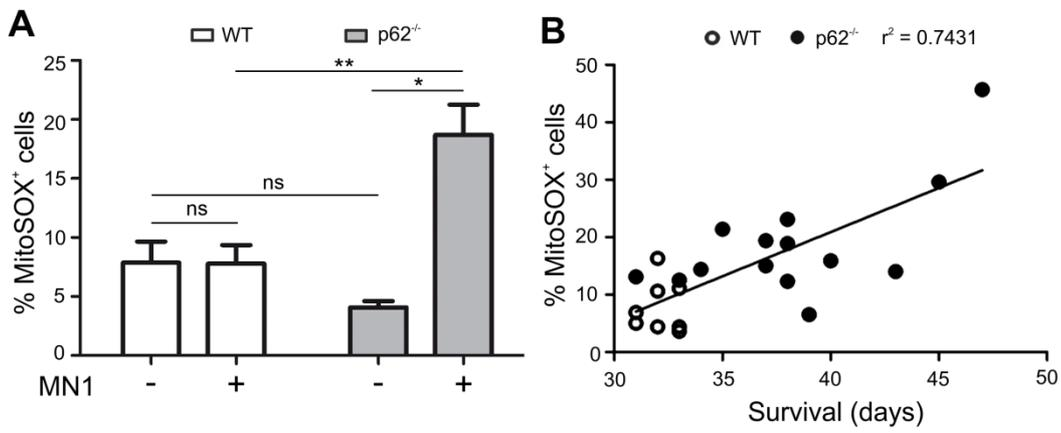 A
WT p62-/-
25
20
15
10
5
0
% MitoSOX+ cells
**
*
ns
ns
MN1 - + - +
B
WT p62-/- r2 = 0.7431
50
40
30
20
10
0
% MitoSOX+ cells
30 35 40 45 50
Survival (days)